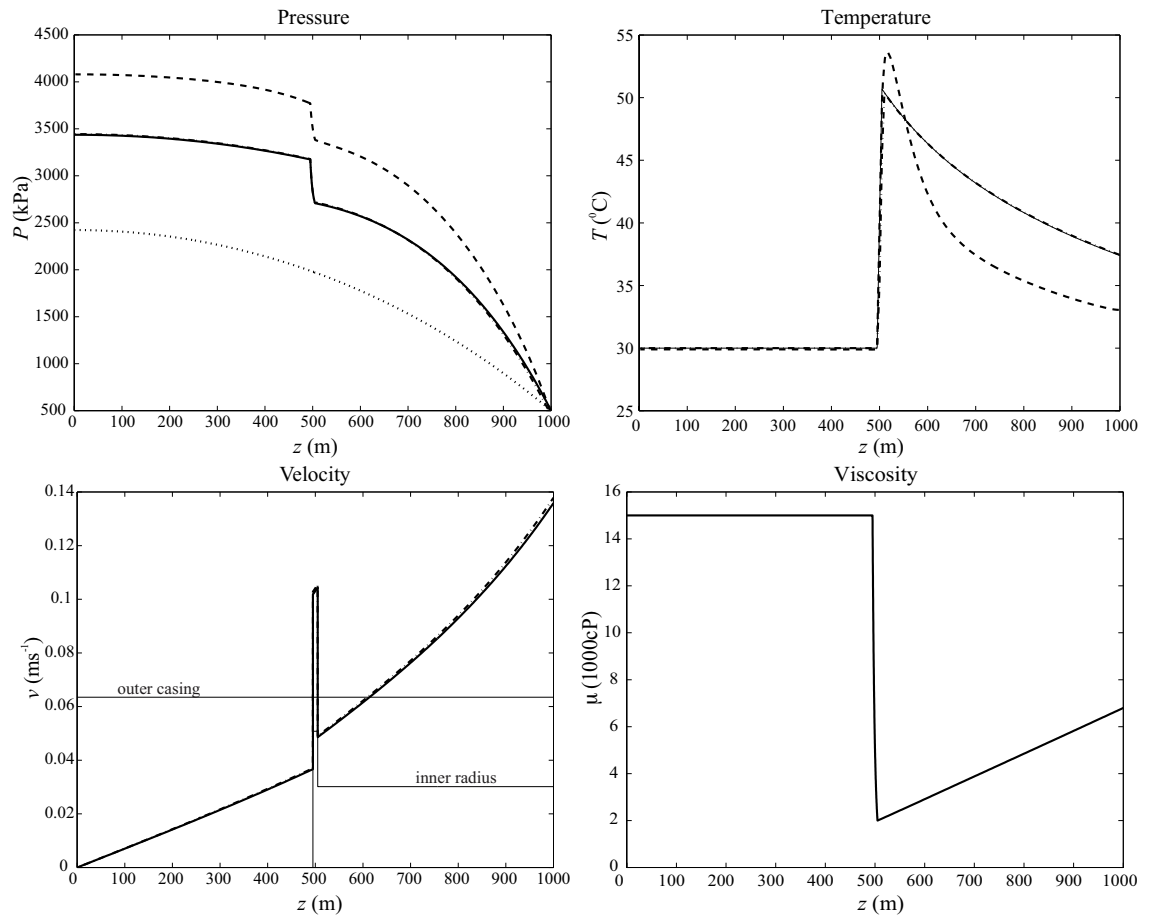 Pressure
4500
4000
3500
3000
2500
2000
1500
1000
500
P (kPa)
0 100 200 300 400 500 600 700 800 900 1000
z (m)
Temperature
55
50
45
40
35
30
25
T (⁰C)
0 100 200 300 400 500 600 700 800 900 1000
z (m)
Velocity
0.14
0.12
0.1
0.08
0.06
0.04
0.02
0
v (ms⁻¹)
outer casing
inner radius
0 100 200 300 400 500 600 700 800 900 1000
z (m)
Viscosity
16
14
12
10
8
6
4
2
0
μ (1000cP)
0 100 200 300 400 500 600 700 800 900 1000
z (m)